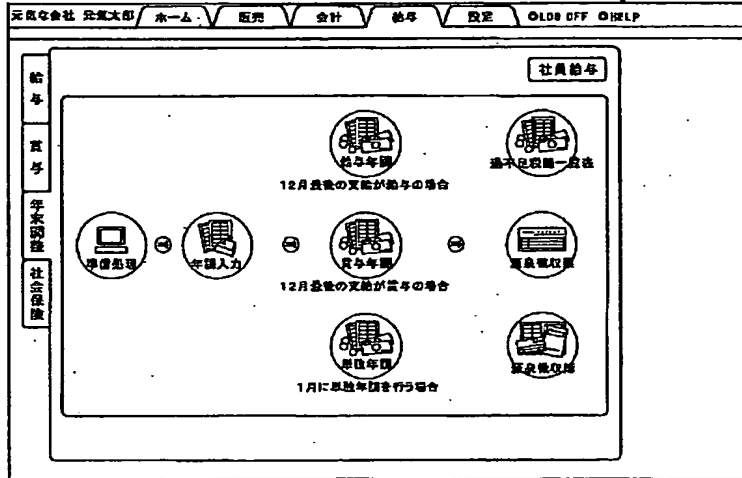 元気な会社 元気太郎 ホーム 販売 会計 給与 設定 OLOG OFF OHELP
社員給与
給与
賞与
年末調整
社会保険
給与年調
過不足税額一覧表
12月最後の支給が給与の場合
準備処理
年調入力
賞与年調
源泉徴収票
12月最後の支給が賞与の場合
単独年調
源泉徴収簿
1月に単独年調を行う場合